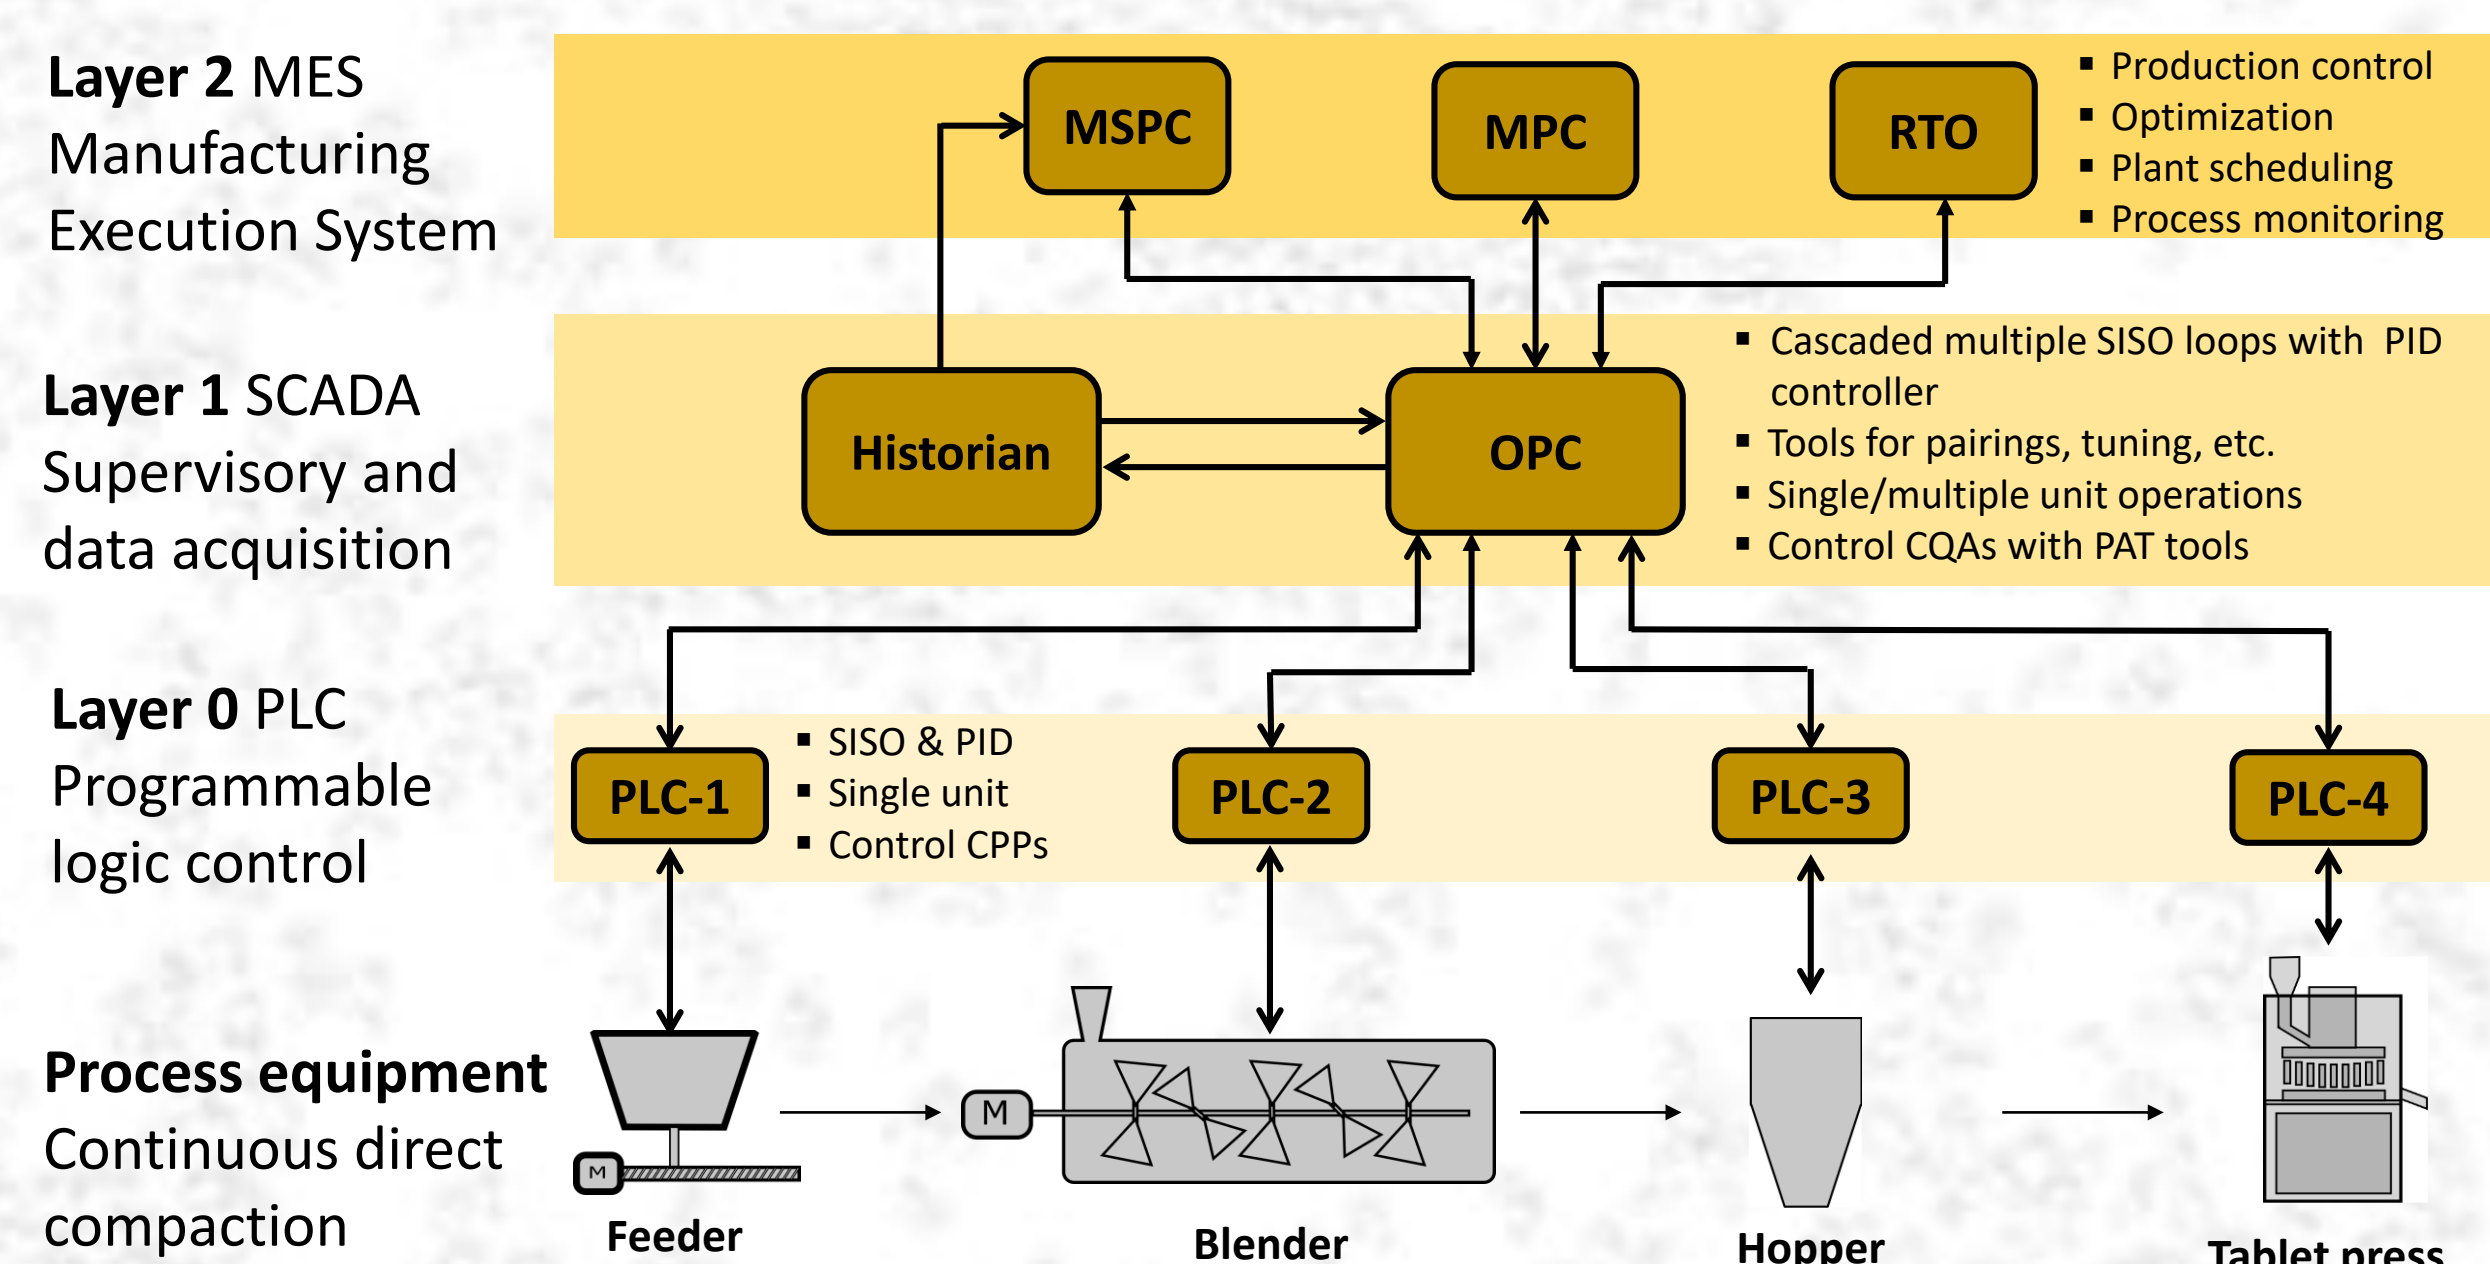 Layer 2 MES
Manufacturing
Execution System
MSPC
MPC
RTO
▪ Production control
▪ Optimization
▪ Plant scheduling
▪ Process monitoring
Layer 1 SCADA
Supervisory and
data acquisition
Historian
OPC
▪ Cascaded multiple SISO loops with PID
controller
▪ Tools for pairings, tuning, etc.
▪ Single/multiple unit operations
▪ Control CQAs with PAT tools
Layer 0 PLC
Programmable
logic control
PLC-1
▪ SISO & PID
▪ Single unit
▪ Control CPPs
PLC-2
PLC-3
PLC-4
Process equipment
Continuous direct
compaction
M
M
Feeder
Blender
Hopper
Tablet press